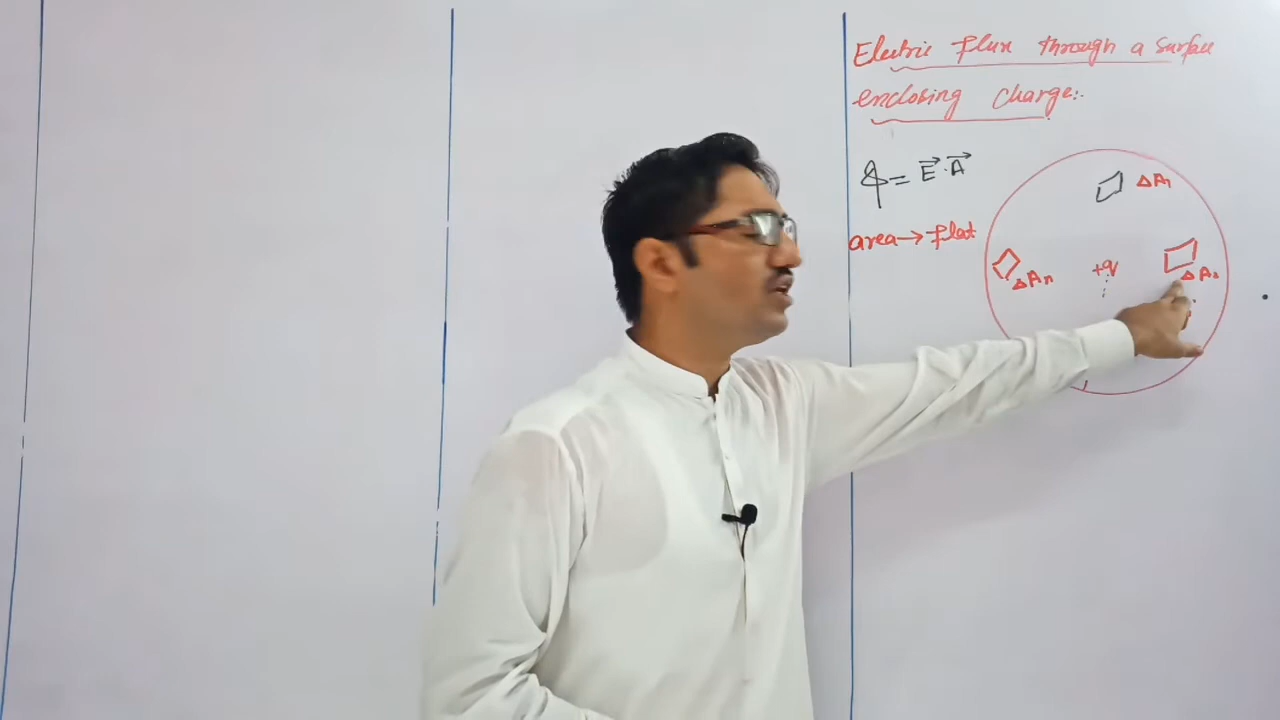 Electric flux through a surface
enclosing charge:.
ϕ = E⃗ . A⃗
ΔA₁
area → flat
+q
ΔA₂
ΔAₙ